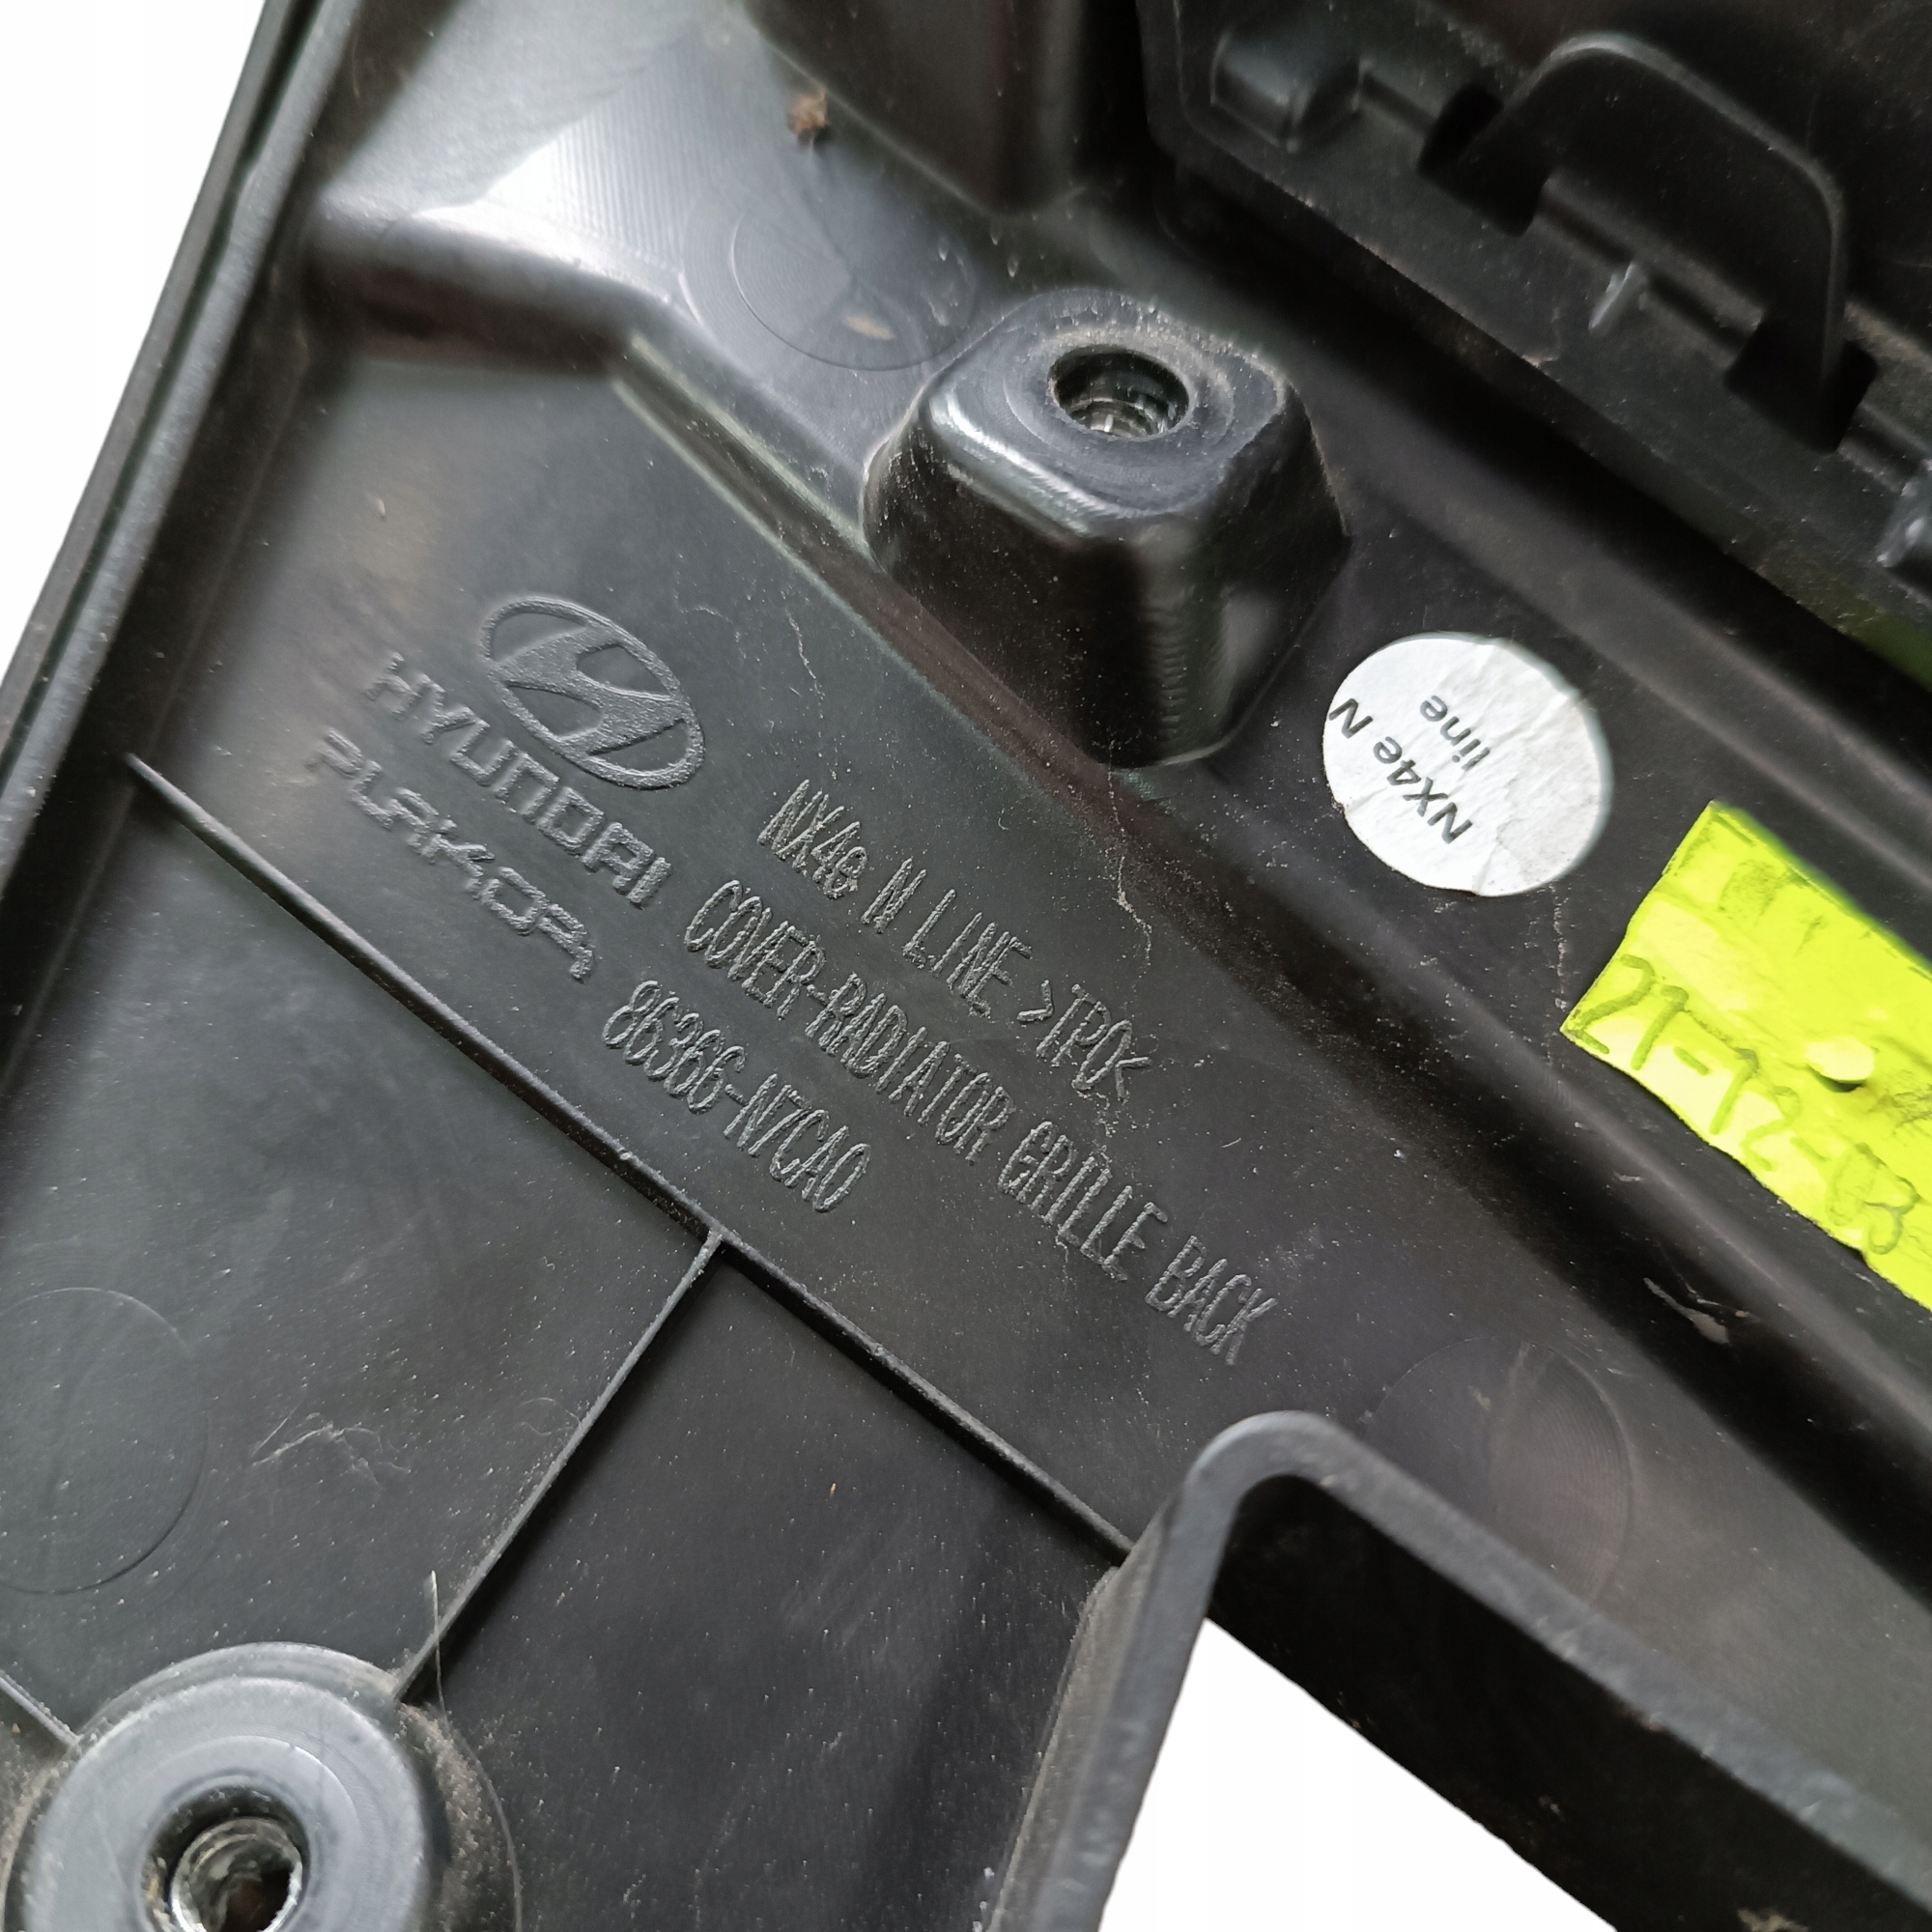 HYUNDAI
PLAKOR
NX4e N LINE >TPO<
COVER-RADIATOR GRILLE BACK
86366-N7CA0
NX4e N
line
21-12-03